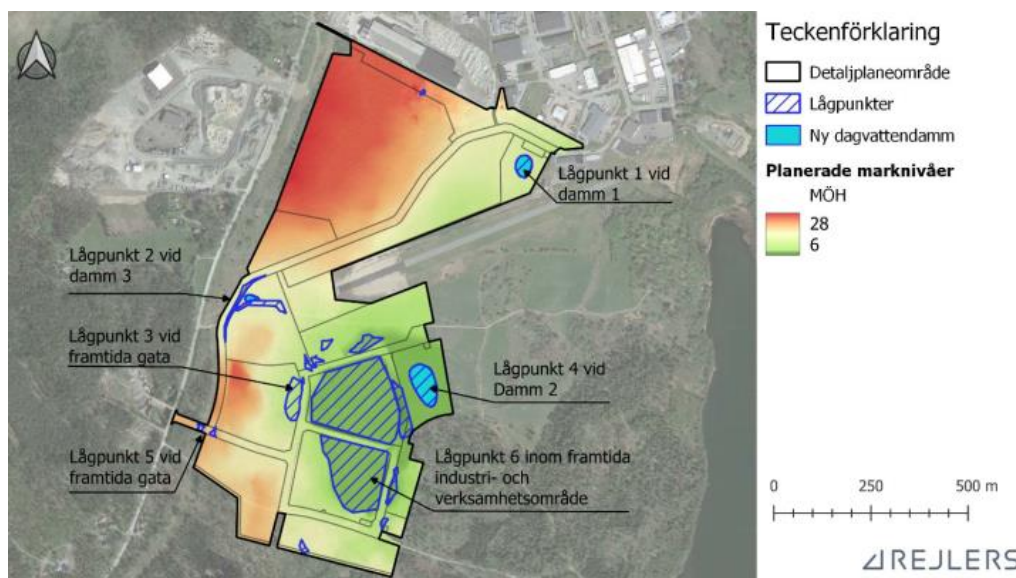 Teckenförklaring
Detaljplaneområde
Lågpunkter
Ny dagvattendamm
Planerade marknivåer
MÖH
28
6
Lågpunkt 1 vid
damm 1
Lågpunkt 2 vid
damm 3
Lågpunkt 3 vid
framtida gata
Lågpunkt 4 vid
Damm 2
Lågpunkt 5 vid
framtida gata
Lågpunkt 6 inom framtida
industri- och
verksamhetsområde
0 250 500 m
REJLERS